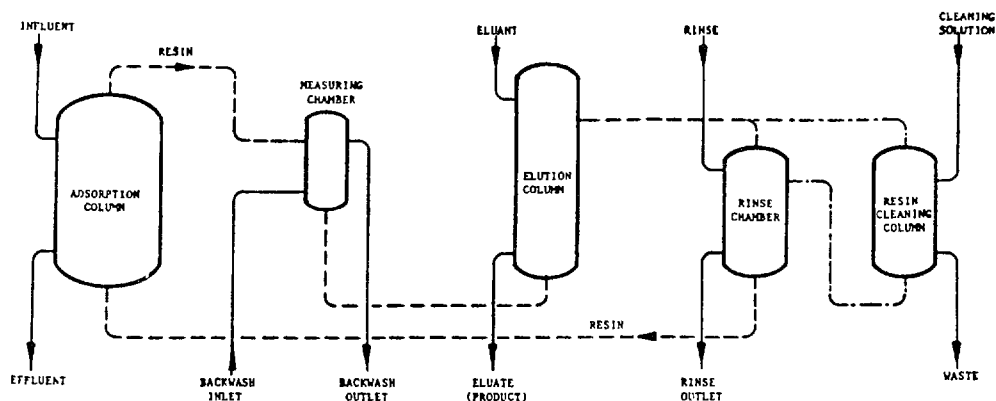 INFLUENT
RESIN
MEASURING
CHAMBER
ELUANT
RINSE
CLEANING
SOLUTION
ADSORPTION
COLUMN
ELUTION
COLUMN
RINSE
CHAMBER
RESIN
CLEANING
COLUMN
RESIN
EFFLUENT
BACKWASH
INLET
BACKWASH
OUTLET
ELUATE
(PRODUCT)
RINSE
OUTLET
WASTE